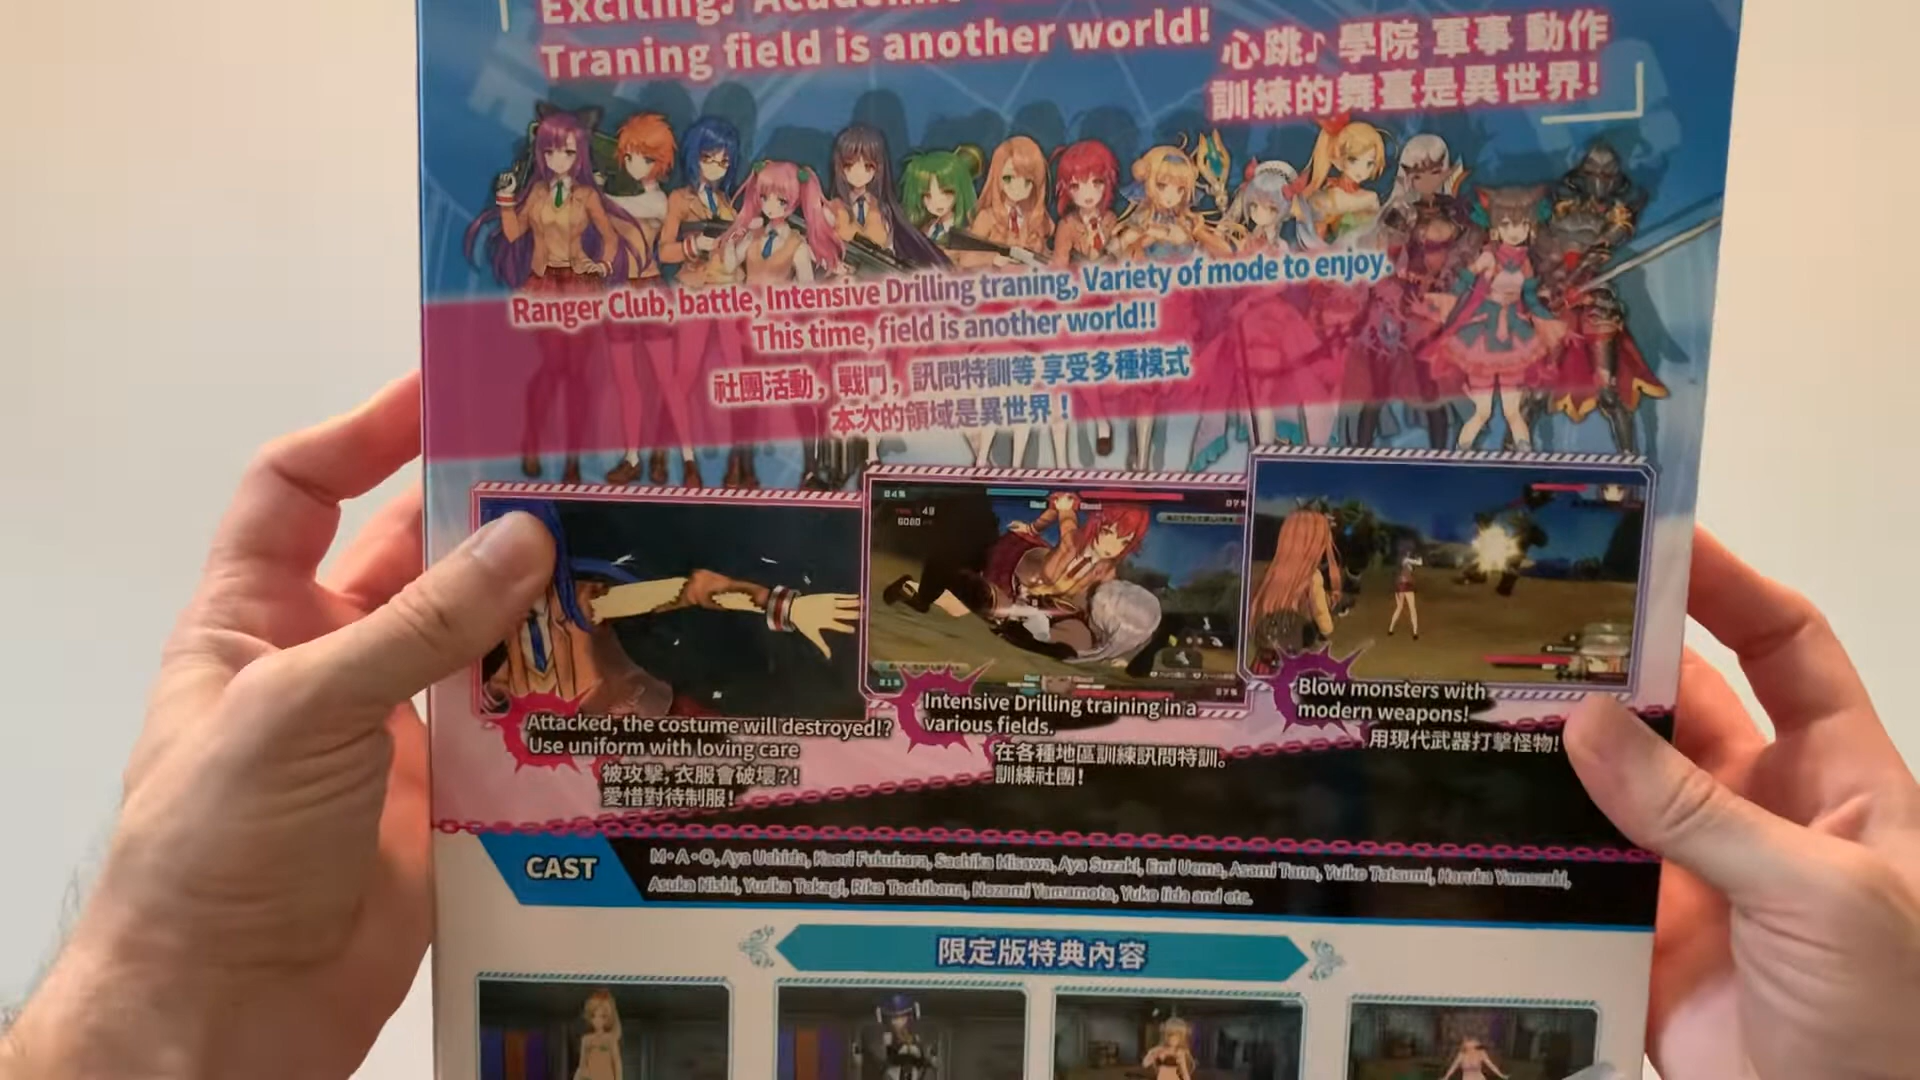 Exciting♪
Traning field is another world!
心跳♪ 學院 軍事 動作
訓練的舞臺是異世界!
Ranger Club, battle, Intensive Drilling traning, Variety of mode to enjoy.
This time, field is another world!!
社團活動，戰鬥，訊問特訓等 享受多種模式
本次的領域是異世界！
Attacked, the costume will destroyed!?
Use uniform with loving care
被攻擊，衣服會破壞?!
愛惜對待制服!
Intensive Drilling training in a
various fields.
在各種地區訓練訊問特訓。
訓練社團!
Blow monsters with
modern weapons!
用現代武器打擊怪物!
CAST
M・A・O, Aya Uchida, Kaori Fukuhara, Sachika Misawa, Aya Suzaki, Emi Uema, Asami Tano, Yuiko Tatsumi, Haruka Yamazaki,
Asuka Nishi, Yurika Takagi, Rika Tachibana, Nozomi Yamamoto, Yuko Iida and etc.
限定版特典內容